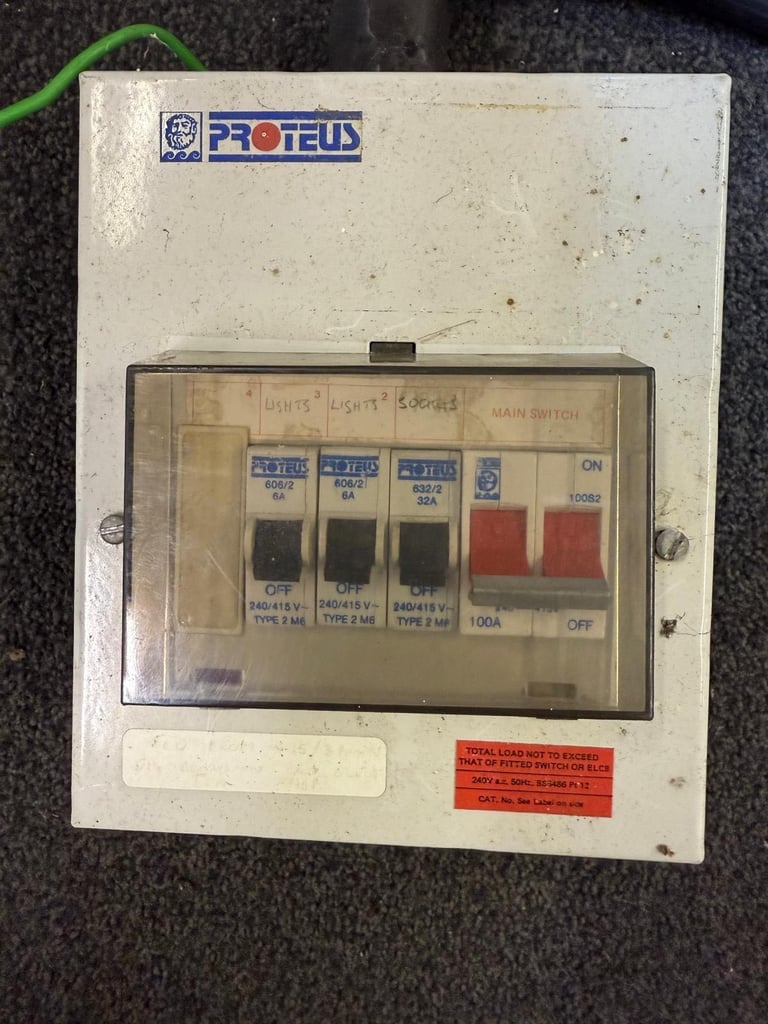 PROTEUS
4 LIGHTS 3 LIGHTS 2 SOCKETS MAIN SWITCH
PROTEUS PROTEUS PROTEUS ON
606/2 606/2 632/2 100S2
6A 6A 32A
OFF OFF OFF
240/415 V~ 240/415 V~ 240/415 V~
TYPE 2 M6 TYPE 2 M6 TYPE 2 M6
100A OFF
TOTAL LOAD NOT TO EXCEED
THAT OF FITTED SWITCH OR ELCB
240V a.c. 50Hz. BS5486 Pt 13
CAT. No. See Label on side